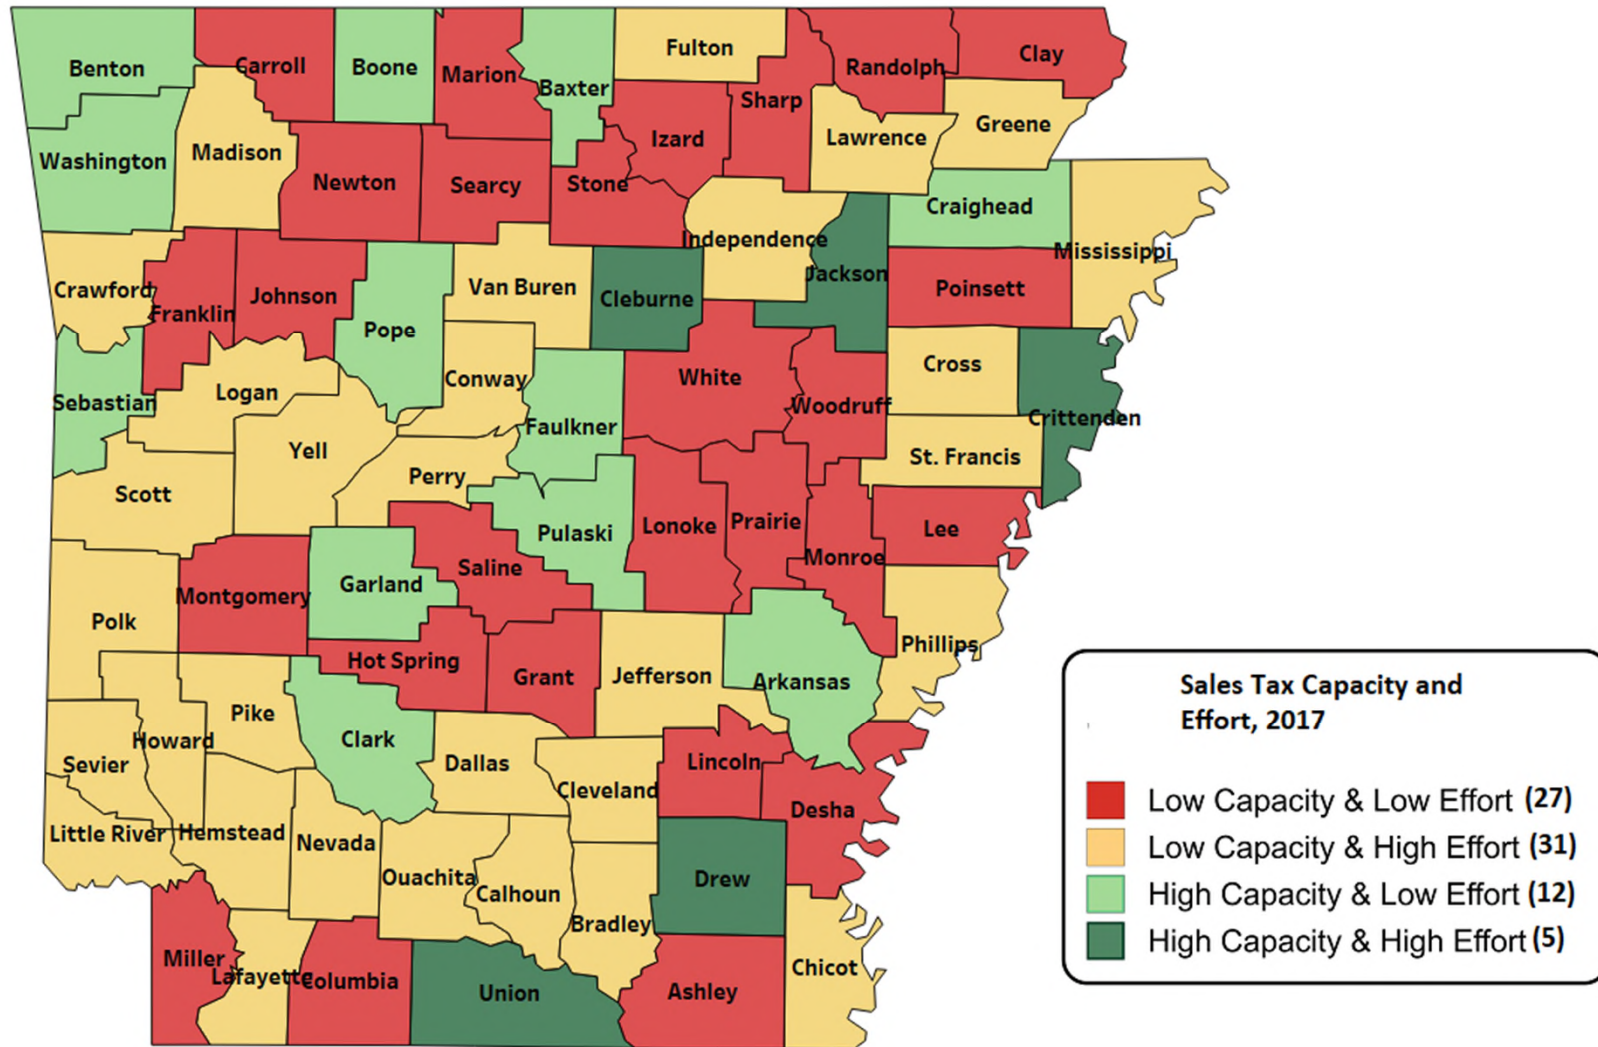 Benton
Carroll
Boone
Marion
Baxter
Fulton
Sharp
Randolph
Clay
Washington
Madison
Newton
Searcy
Stone
Izard
Lawrence
Greene
Craighead
Mississippi
Independence
Jackson
Poinsett
Crawford
Franklin
Johnson
Pope
Van Buren
Cleburne
White
Woodruff
Cross
Crittenden
Sebastian
Logan
Conway
Faulkner
St. Francis
Scott
Yell
Perry
Pulaski
Lonoke
Prairie
Monroe
Lee
Polk
Montgomery
Garland
Saline
Hot Spring
Grant
Jefferson
Arkansas
Phillips
Sevier
Howard
Pike
Clark
Dallas
Cleveland
Lincoln
Desha
Little River
Hemstead
Nevada
Ouachita
Calhoun
Bradley
Drew
Miller
Lafayette
Columbia
Union
Ashley
Chicot
Sales Tax Capacity and
Effort, 2017
Low Capacity & Low Effort (27)
Low Capacity & High Effort (31)
High Capacity & Low Effort (12)
High Capacity & High Effort (5)